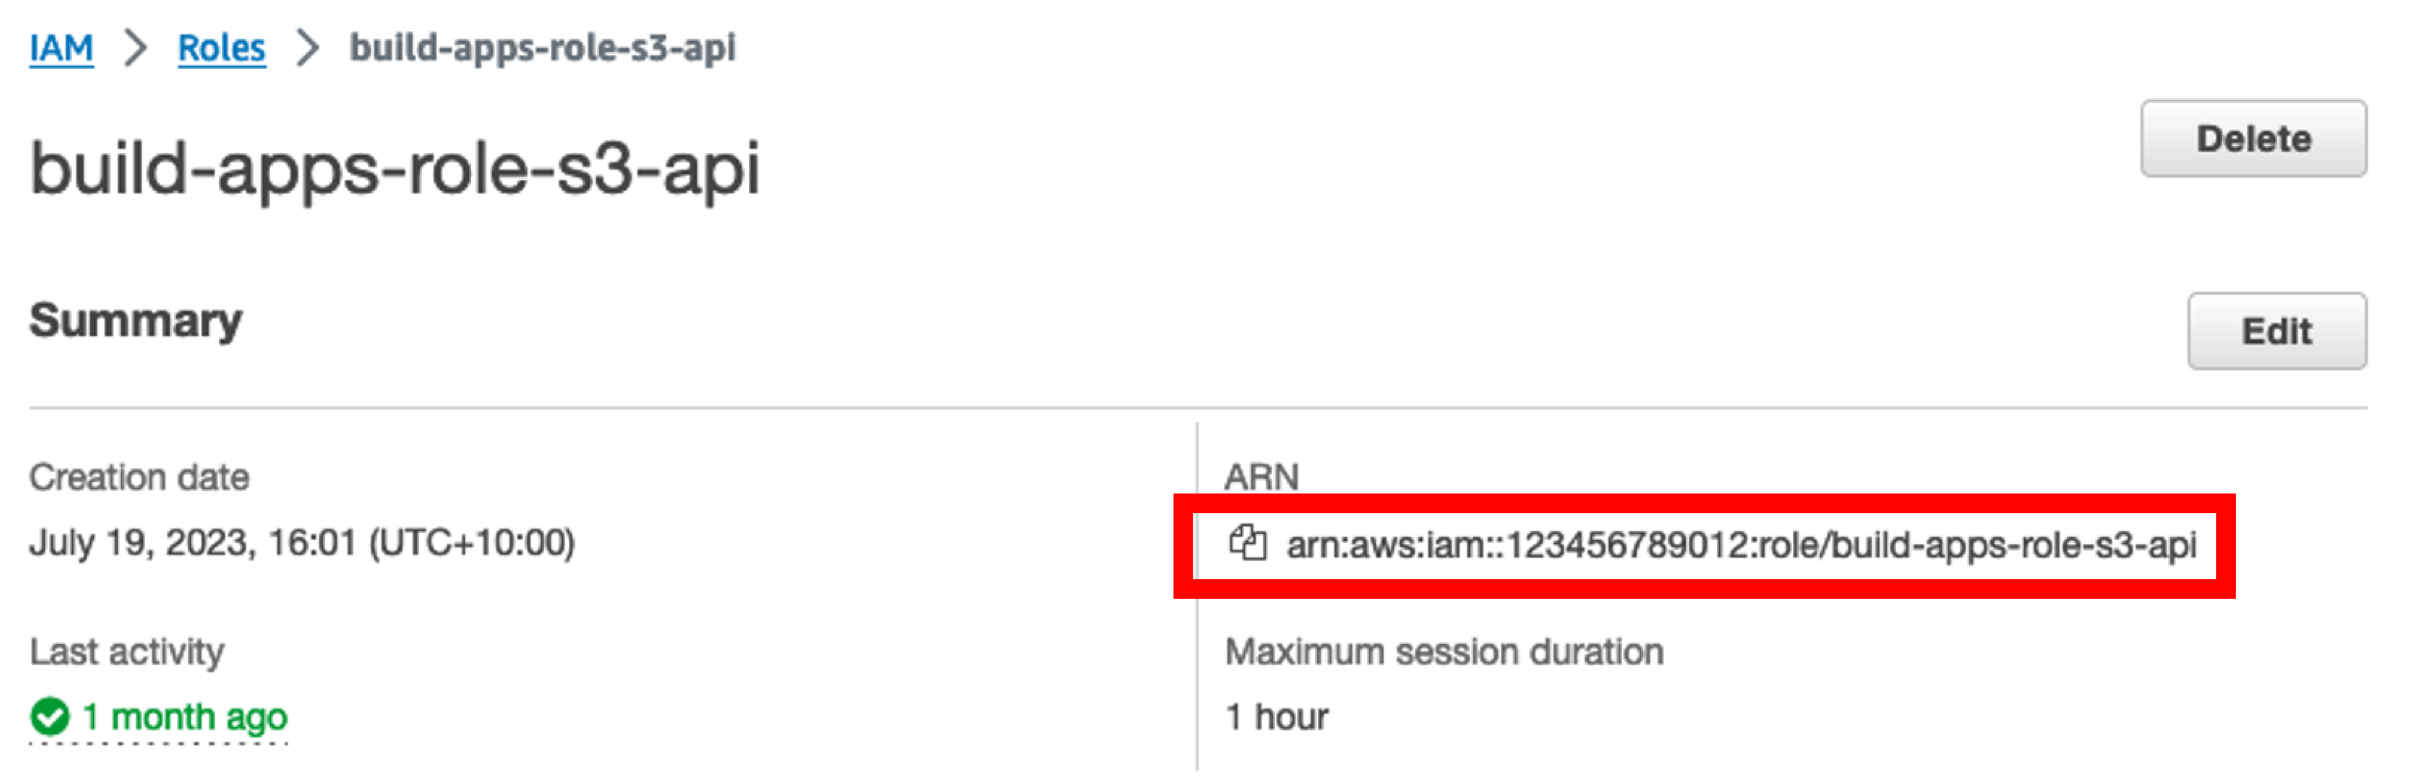 IAM > Roles > build-apps-role-s3-api
build-apps-role-s3-api
Delete
Summary
Edit
Creation date
July 19, 2023, 16:01 (UTC+10:00)
ARN
arn:aws:iam::123456789012:role/build-apps-role-s3-api
Last activity
1 month ago
Maximum session duration
1 hour